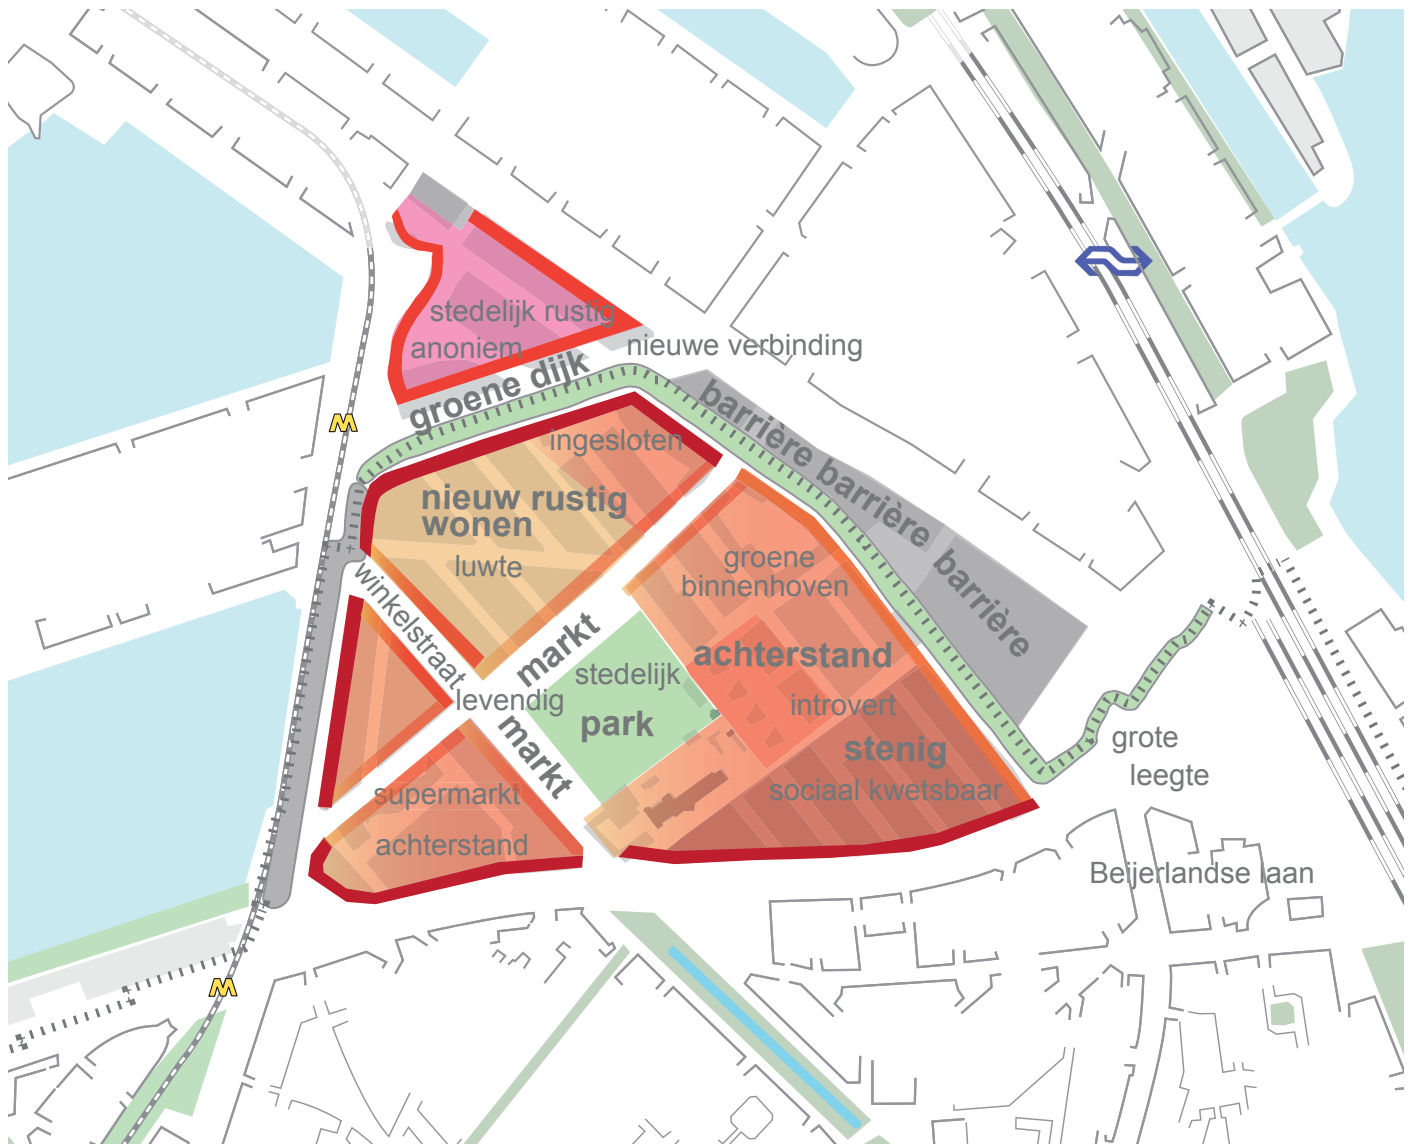 stedelijk rustig
anoniem
nieuwe verbinding
groene dijk
barrière barrière barrière
ingesloten
nieuw rustig
wonen
luwte
groene
binnenhoven
winkelstraat
markt
achterstand
stedelijk
levendig
introvert
park
markt
stenig
grote
leegte
supermarkt
sociaal kwetsbaar
achterstand
Beijerlandse laan
M
M